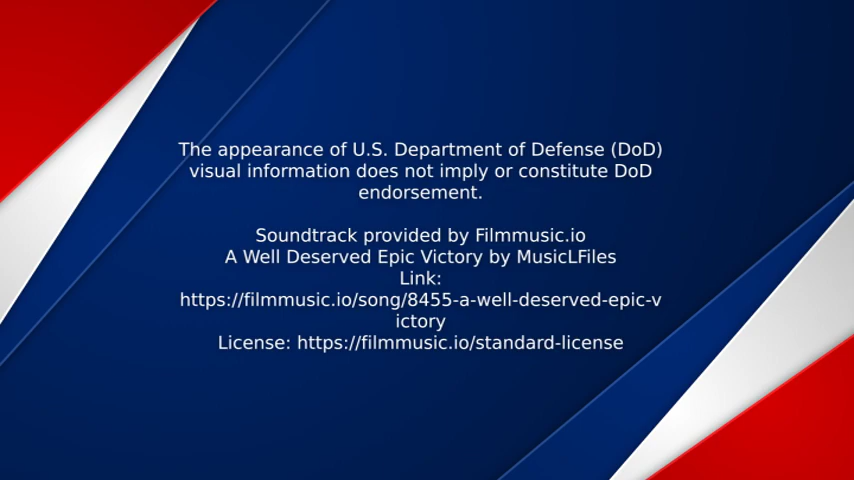 The appearance of U.S. Department of Defense (DoD)
visual information does not imply or constitute DoD
endorsement.
Soundtrack provided by Filmmusic.io
A Well Deserved Epic Victory by MusicLFiles
Link:
https://filmmusic.io/song/8455-a-well-deserved-epic-v
ictory
License: https://filmmusic.io/standard-license